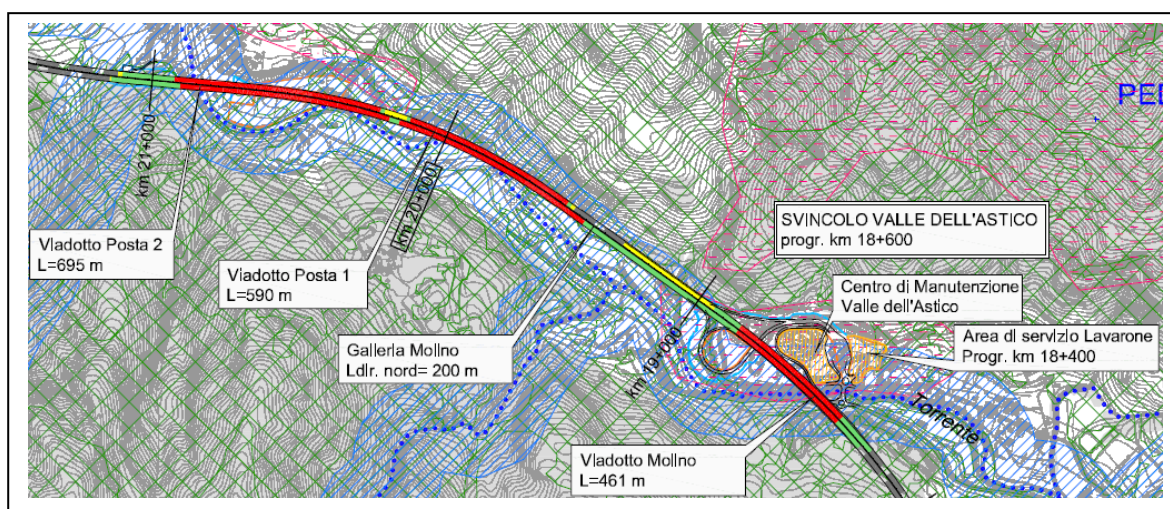 PE
km 21+000
km 20+000
SVINCOLO VALLE DELL'ASTICO
progr. km 18+600
Viadotto Posta 2
L=695 m
Viadotto Posta 1
L=590 m
Centro di Manutenzione
Valle dell'Astico
Galleria Molino
Ldir. nord= 200 m
km 19+000
Area di servizio Lavarone
Progr. km 18+400
Torrente
Viadotto Molino
L=461 m